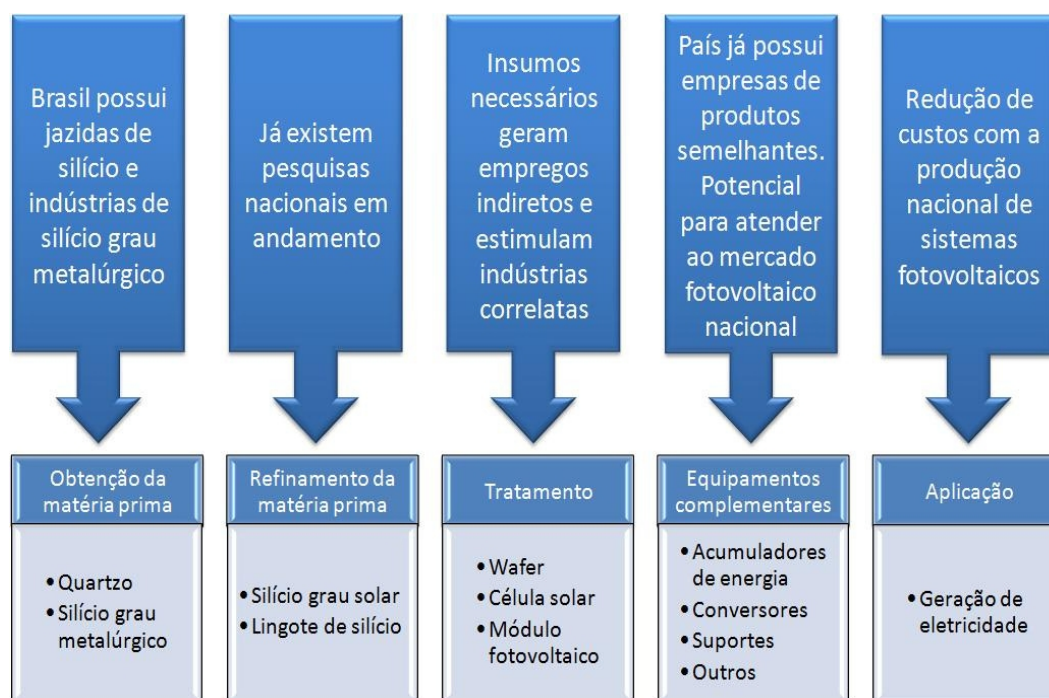 Brasil possui
jazidas de
silício e
indústrias de
silício grau
metalúrgico
Já existem
pesquisas
nacionais em
andamento
Insumos
necessários
geram
empregos
indiretos e
estimulam
indústrias
correlatas
País já possui
empresas de
produtos
semelhantes.
Potencial
para atender
ao mercado
fotovoltaico
nacional
Redução de
custos com a
produção
nacional de
sistemas
fotovoltaicos
Obtenção da
matéria prima
• Quartzo
• Silício grau
metalúrgico
Refinamento da
matéria prima
• Silício grau solar
• Lingote de silício
Tratamento
• Wafer
• Célula solar
• Módulo
fotovoltaico
Equipamentos
complementares
• Acumuladores
de energia
• Conversores
• Suportes
• Outros
Aplicação
• Geração de
eletricidade